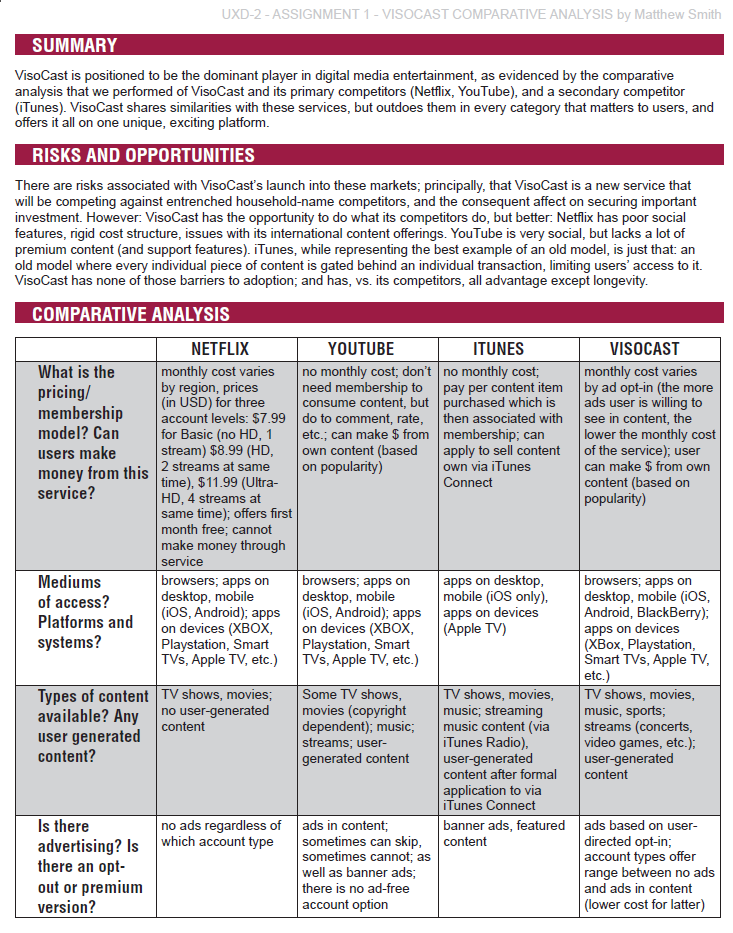 UXD-2 - ASSIGNMENT 1 - VISOCAST COMPARATIVE ANALYSIS by Matthew Smith
SUMMARY
VisoCast is positioned to be the dominant player in digital media entertainment, as evidenced by the comparative
analysis that we performed of VisoCast and its primary competitors (Netflix, YouTube), and a secondary competitor
(iTunes). VisoCast shares similarities with these services, but outdoes them in every category that matters to users, and
offers it all on one unique, exciting platform.
RISKS AND OPPORTUNITIES
There are risks associated with VisoCast's launch into these markets; principally, that VisoCast is a new service that
will be competing against entrenched household-name competitors, and the consequent affect on securing important
investment. However: VisoCast has the opportunity to do what its competitors do, but better: Netflix has poor social
features, rigid cost structure, issues with its international content offerings. YouTube is very social, but lacks a lot of
premium content (and support features). iTunes, while representing the best example of an old model, is just that: an
old model where every individual piece of content is gated behind an individual transaction, limiting users' access to it.
VisoCast has none of those barriers to adoption; and has, vs. its competitors, all advantage except longevity.
COMPARATIVE ANALYSIS
NETFLIX
YOUTUBE
ITUNES
VISOCAST
What is the
pricing/
membership
model? Can
users make
money from this
service?
monthly cost varies
by region, prices
(in USD) for three
account levels: $7.99
for Basic (no HD, 1
stream) $8.99 (HD,
2 streams at same
time), $11.99 (Ultra-
HD, 4 streams at
same time); offers first
month free; cannot
make money through
service
no monthly cost; don't
need membership to
consume content, but
do to comment, rate,
etc.; can make $ from
own content (based
on popularity)
no monthly cost;
pay per content item
purchased which is
then associated with
membership; can
apply to sell content
own via iTunes
Connect
monthly cost varies
by ad opt-in (the more
ads user is willing to
see in content, the
lower the monthly cost
of the service); user
can make $ from own
content (based on
popularity)
Mediums
of access?
Platforms and
systems?
browsers; apps on
desktop, mobile
(iOS, Android); apps
on devices (XBOX,
Playstation, Smart
TVs, Apple TV, etc.)
browsers; apps on
desktop, mobile
(iOS, Android); apps
on devices (XBOX,
Playstation, Smart
TVs, Apple TV, etc.)
apps on desktop,
mobile (iOS only),
apps on devices
(Apple TV)
browsers; apps on
desktop, mobile (iOS,
Android, BlackBerry);
apps on devices
(XBox, Playstation,
Smart TVs, Apple TV,
etc.)
Types of content
available? Any
user generated
content?
TV shows, movies;
no user-generated
content
Some TV shows,
movies (copyright
dependent); music;
streams; user-
generated content
TV shows, movies,
music; streaming
music content (via
iTunes Radio),
user-generated
content after formal
application to via
iTunes Connect
TV shows, movies,
music, sports;
streams (concerts,
video games, etc.);
user-generated
content
Is there
advertising? Is
there an opt-
out or premium
version?
no ads regardless of
which account type
ads in content;
sometimes can skip,
sometimes cannot; as
well as banner ads;
there is no ad-free
account option
banner ads, featured
content
ads based on user-
directed opt-in;
account types offer
range between no ads
and ads in content
(lower cost for latter)